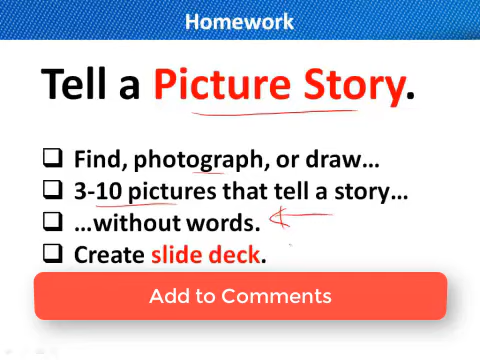 Homework
Tell a Picture Story.
❑ Find, photograph, or draw…
❑ 3-10 pictures that tell a story…
❑ …without words.
❑ Create slide deck.
Add to Comments